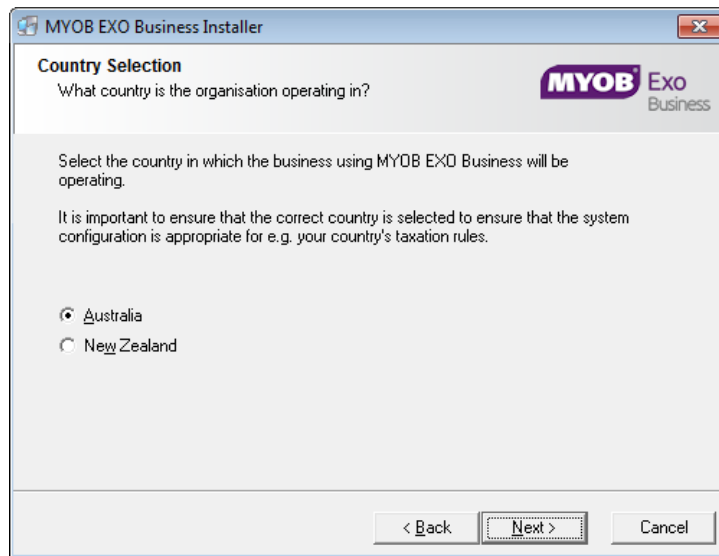 MYOB EXO Business Installer
Country Selection
What country is the organisation operating in?
MYOB Exo
Business
Select the country in which the business using MYOB EXO Business will be
operating.
It is important to ensure that the correct country is selected to ensure that the system
configuration is appropriate for e.g. your country's taxation rules.
Australia
New Zealand
< Back Next > Cancel